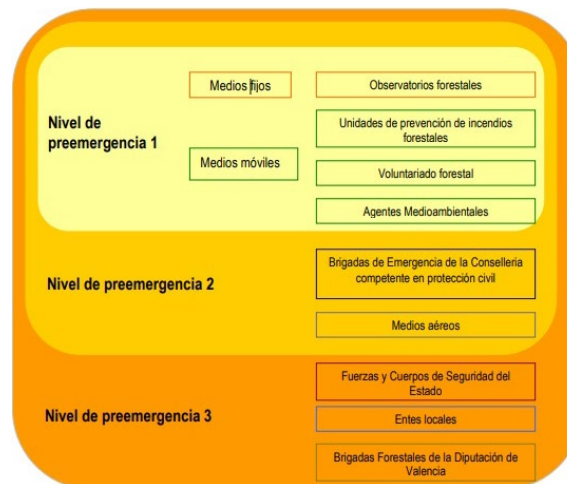 Medios fijos
Observatorios forestales
Nivel de
preemergencia 1
Unidades de prevención de incendios
forestales
Medios móviles
Voluntariado forestal
Agentes Medioambientales
Nivel de preemergencia 2
Brigadas de Emergencia de la Conselleria
competente en protección civil
Medios aéreos
Fuerzas y Cuerpos de Seguridad del
Estado
Nivel de preemergencia 3
Entes locales
Brigadas Forestales de la Diputación de
Valencia